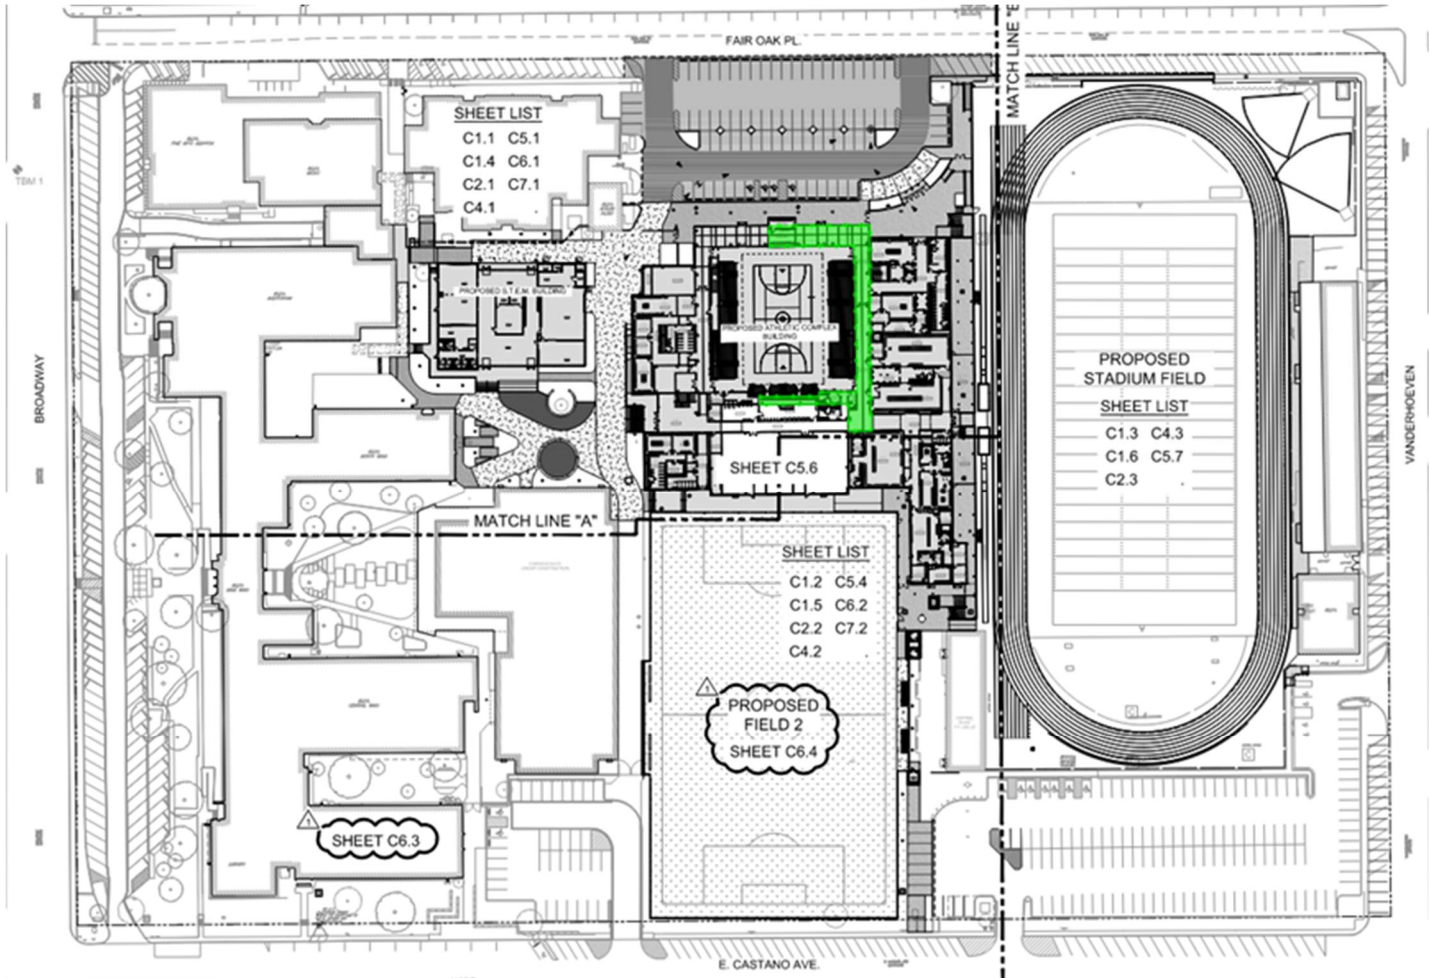 FAIR OAK PL.
MATCH LINE "B
TBM 1
SHEET LIST
C1.1 C5.1
C1.4 C6.1
C2.1 C7.1
C4.1
PROPOSED S.T.E.M. BUILDING
PROPOSED ATHLETIC COMPLEX
BUILDING
BROADWAY
PROPOSED
STADIUM FIELD
SHEET LIST
C1.3 C4.3
C1.6 C5.7
C2.3
VANDERHOEVEN
SHEET C5.6
MATCH LINE "A"
SHEET LIST
C1.2 C5.4
C1.5 C6.2
C2.2 C7.2
C4.2
1
PROPOSED
FIELD 2
SHEET C6.4
1
SHEET C6.3
E. CASTANO AVE.